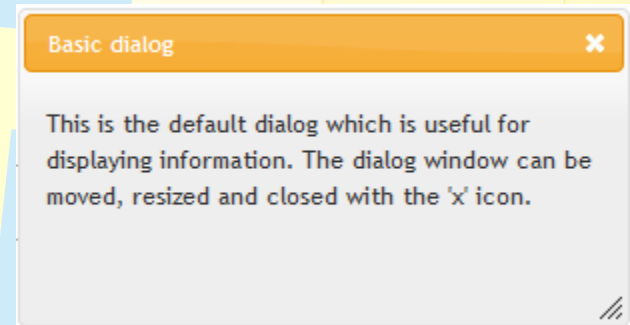 Basic dialog
This is the default dialog which is useful for
displaying information. The dialog window can be
moved, resized and closed with the 'x' icon.